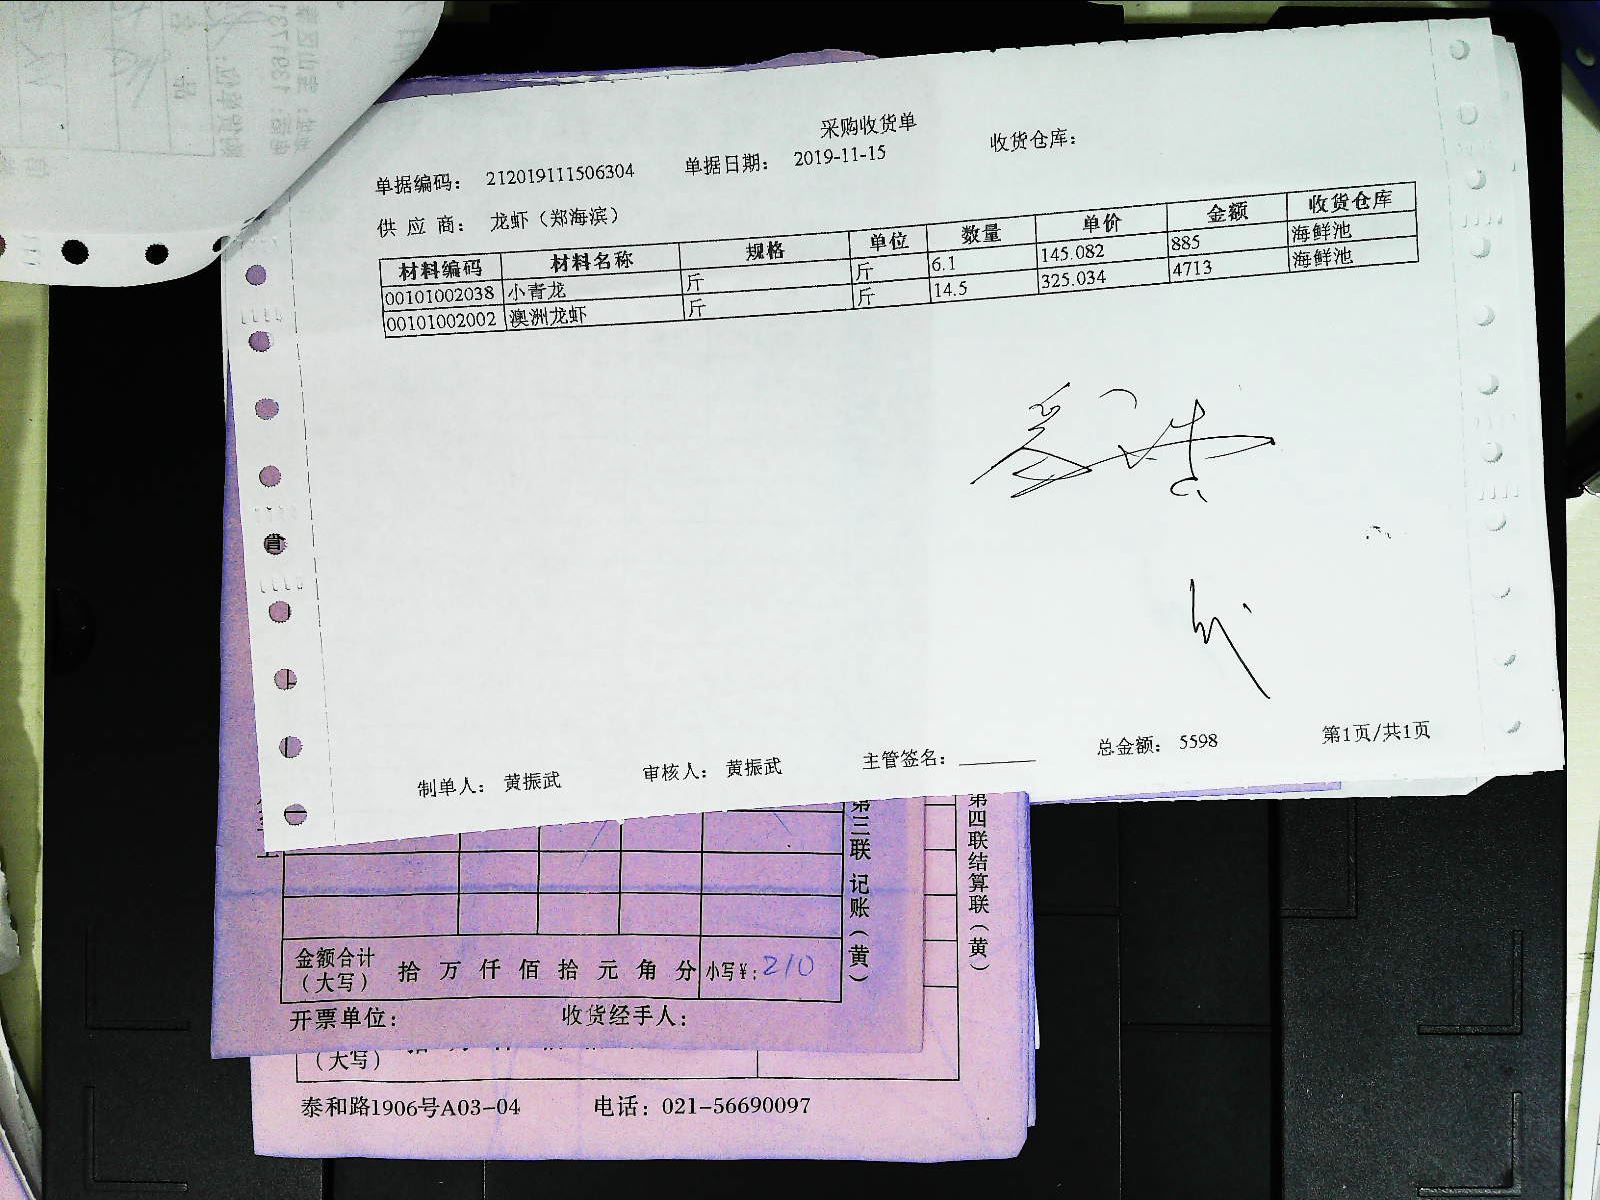 采购收货单
单据编码： 212019111506304 单据日期： 2019-11-15 收货仓库：
供 应 商： 龙虾（郑海滨）
材料编码 材料名称 规格 单位 数量 单价 金额 收货仓库
00101002038 小青龙 斤 斤 6.1 145.082 885 海鲜池
00101002002 澳洲龙虾 斤 斤 14.5 325.034 4713 海鲜池
制单人： 黄振武 审核人： 黄振武 主管签名： 总金额： 5598 第1页/共1页
第三联 记账（黄）
第四联结算联（黄）
金额合计（大写） 拾 万 仟 佰 拾 元 角 分 小写¥: 210
开票单位： 收货经手人：
（大写）
泰和路1906号A03-04 电话：021-56690097